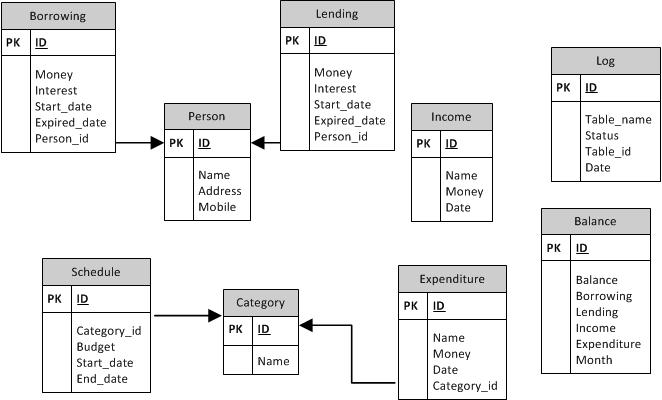 Borrowing
PK ID
Money
Interest
Start_date
Expired_date
Person_id
Lending
PK ID
Money
Interest
Start_date
Expired_date
Person_id
Person
PK ID
Name
Address
Mobile
Income
PK ID
Name
Money
Date
Log
PK ID
Table_name
Status
Table_id
Date
Schedule
PK ID
Category_id
Budget
Start_date
End_date
Category
PK ID
Name
Expenditure
PK ID
Name
Money
Date
Category_id
Balance
PK ID
Balance
Borrowing
Lending
Income
Expenditure
Month